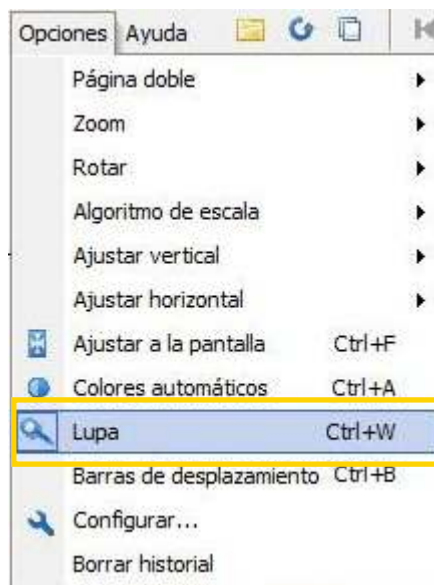 Opciones Ayuda
Página doble
Zoom
Rotar
Algoritmo de escala
Ajustar vertical
Ajustar horizontal
Ajustar a la pantalla Ctrl+F
Colores automáticos Ctrl+A
Lupa Ctrl+W
Barras de desplazamiento Ctrl+B
Configurar...
Borrar historial